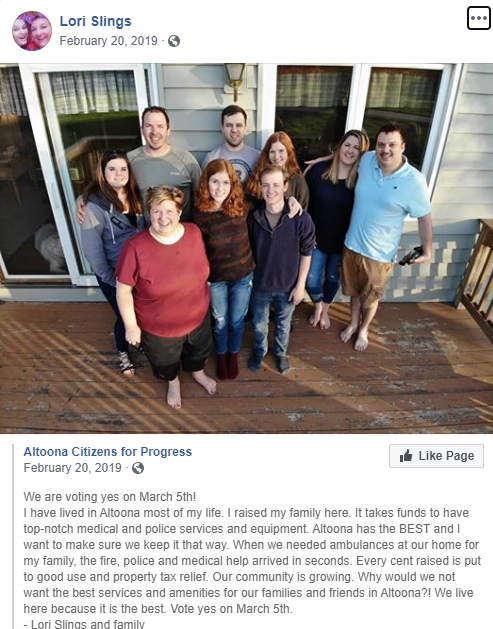 Lori Slings
February 20, 2019 ·
Altoona Citizens for Progress
February 20, 2019 ·
Like Page
We are voting yes on March 5th!
I have lived in Altoona most of my life. I raised my family here. It takes funds to have
top-notch medical and police services and equipment. Altoona has the BEST and I
want to make sure we keep it that way. When we needed ambulances at our home for
my family, the fire, police and medical help arrived in seconds. Every cent raised is put
to good use and property tax relief. Our community is growing. Why would we not
want the best services and amenities for our families and friends in Altoona?! We live
here because it is the best. Vote yes on March 5th.
- Lori Slings and family